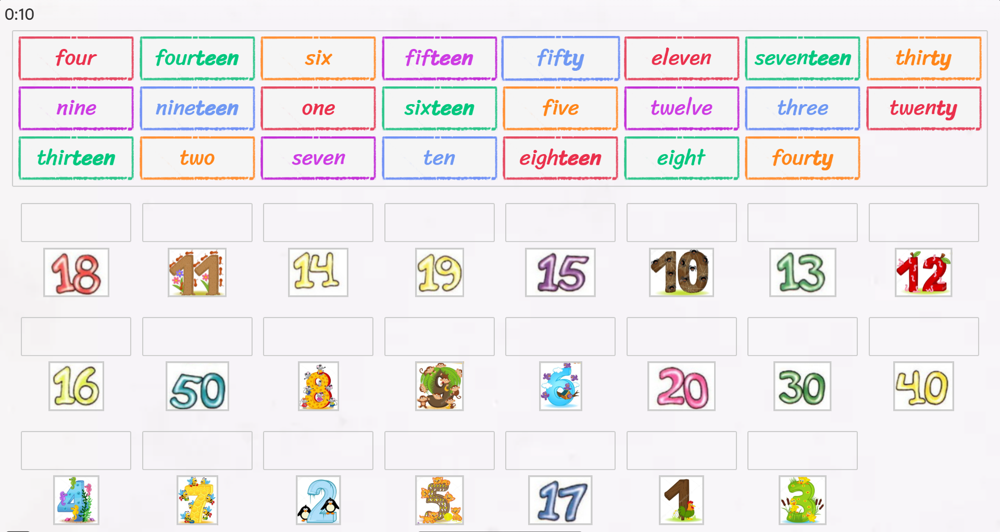 0:10
four fourteen six fifteen fifty eleven seventeen thirty
nine nineteen one sixteen five twelve three twenty
thirteen two seven ten eighteen eight fourty
18 11 14 19 15 10 13 12
16 50 8 9 6 20 30 40
4 7 2 5 17 1 3